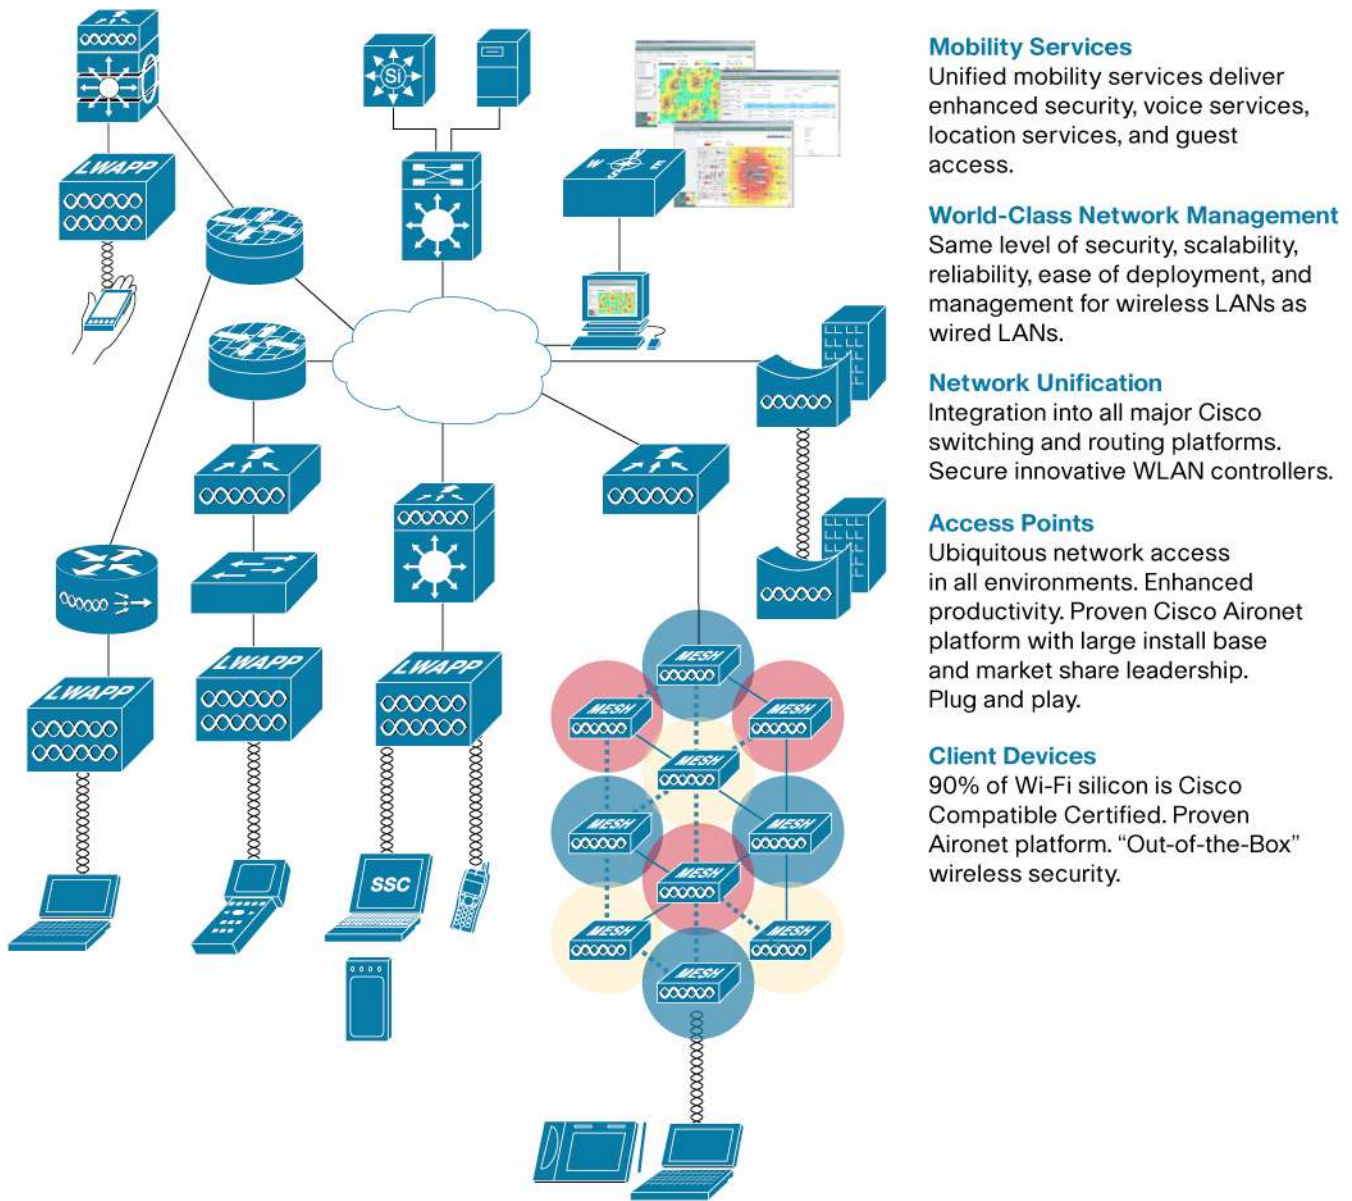 Mobility Services
Unified mobility services deliver
enhanced security, voice services,
location services, and guest
access.
World-Class Network Management
Same level of security, scalability,
reliability, ease of deployment, and
management for wireless LANs as
wired LANs.
Network Unification
Integration into all major Cisco
switching and routing platforms.
Secure innovative WLAN controllers.
Access Points
Ubiquitous network access
in all environments. Enhanced
productivity. Proven Cisco Aironet
platform with large install base
and market share leadership.
Plug and play.
Client Devices
90% of Wi-Fi silicon is Cisco
Compatible Certified. Proven
Aironet platform. “Out-of-the-Box”
wireless security.
Si
LWAPP
N
W
E
S
LWAPP
LWAPP
LWAPP
SSC
MESH
MESH
MESH
MESH
MESH
MESH
MESH
MESH
MESH
MESH